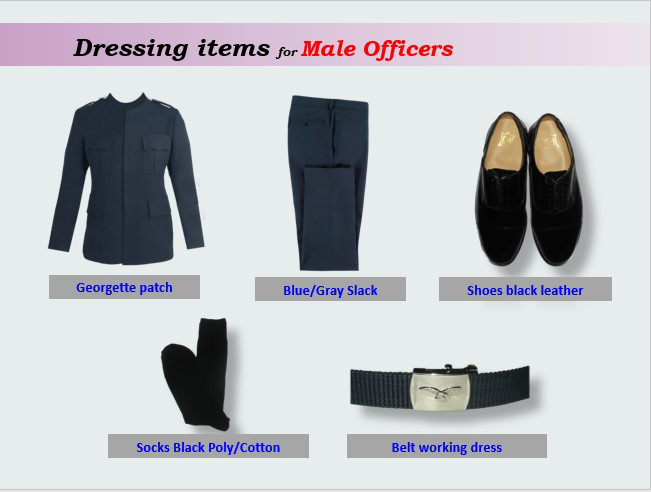 Dressing items for Male Officers
Georgette patch
Blue/Gray Slack
Shoes black leather
Socks Black Poly/Cotton
Belt working dress